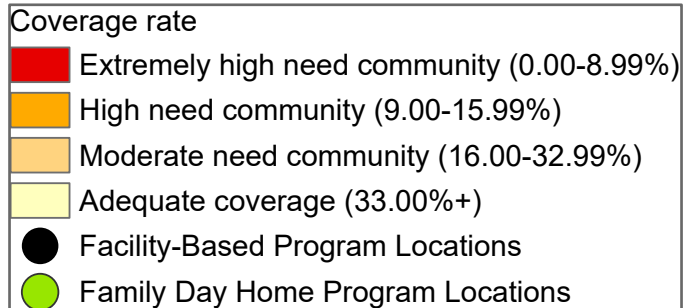 Coverage rate
Extremely high need community (0.00-8.99%)
High need community (9.00-15.99%)
Moderate need community (16.00-32.99%)
Adequate coverage (33.00%+)
Facility-Based Program Locations
Family Day Home Program Locations